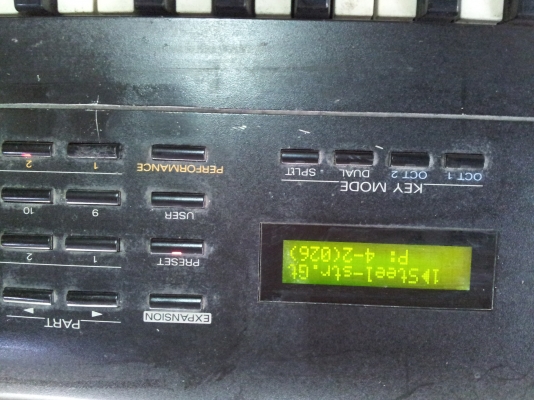 PART
◀ ▶
EXPANSION
1▶Steel-str.Gt
P: 4-2(026)
PRESET
1 2
USER
9 10
KEY MODE
OCT 1 OCT 2 DUAL • SPLIT
PERFORMANCE
1 2